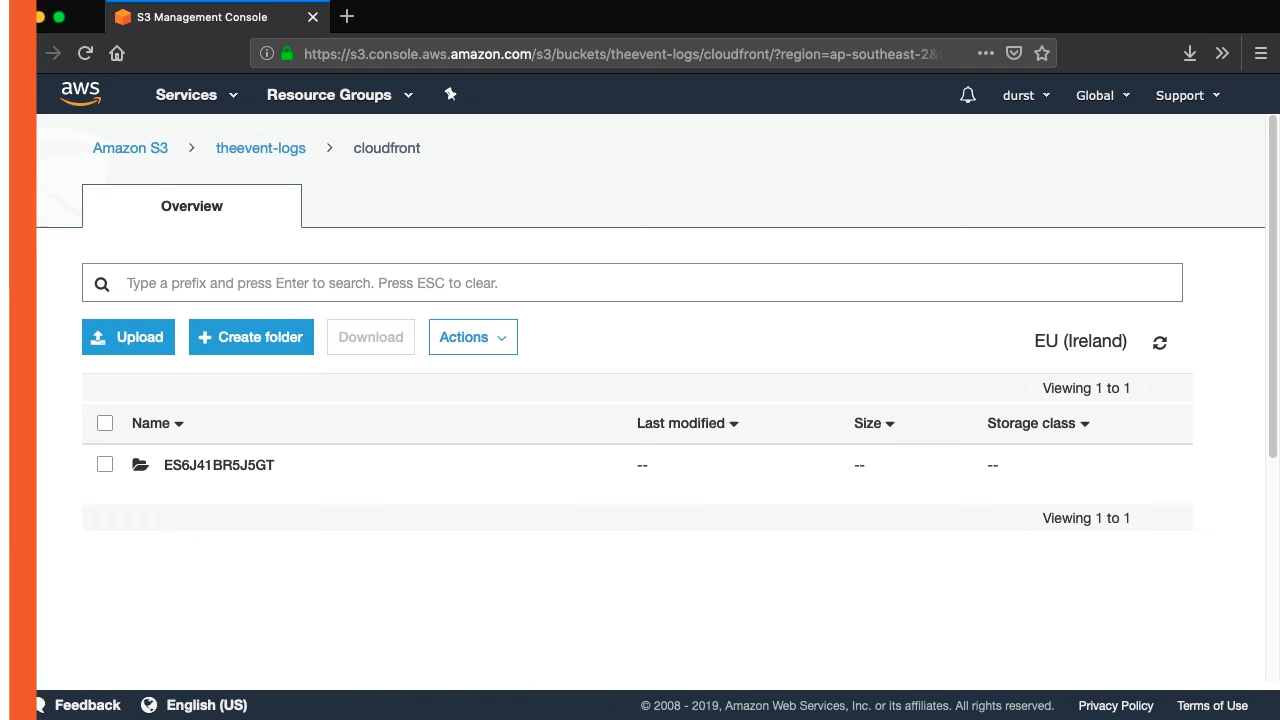 S3 Management Console
https://s3.console.aws.amazon.com/s3/buckets/theevent-logs/cloudfront/?region=ap-southeast-2&
aws Services Resource Groups durst Global Support
Amazon S3 > theevent-logs > cloudfront
Overview
Type a prefix and press Enter to search. Press ESC to clear.
Upload + Create folder Download Actions EU (Ireland)
Viewing 1 to 1
Name Last modified Size Storage class
ES6J41BR5J5GT -- -- --
Viewing 1 to 1
Feedback English (US) © 2008 - 2019, Amazon Web Services, Inc. or its affiliates. All rights reserved. Privacy Policy Terms of Use